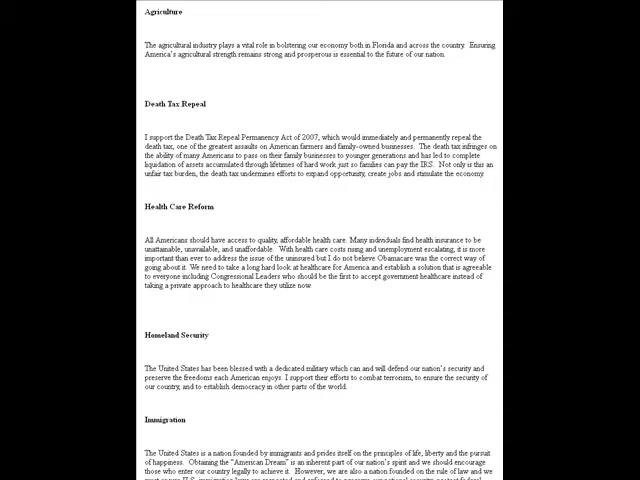 Agriculture
The agricultural industry plays a vital role in bolstering our economy both in Florida and across the country.  Ensuring
America's agricultural strength remains strong and prosperous is essential to the future of our nation.
Death Tax Repeal
I support the Death Tax Repeal Permanency Act of 2007, which would immediately and permanently repeal the
death tax, one of the greatest assaults on American farmers and family-owned businesses.  The death tax infringes on
the ability of many Americans to pass on their family businesses to younger generations and has led to complete
liquidation of assets accumulated through lifetimes of hard work just so families can pay the IRS.  Not only is this an
unfair tax burden, the death tax undermines efforts to expand opportunity, create jobs and stimulate the economy.
Health Care Reform
All Americans should have access to quality, affordable health care. Many individuals find health insurance to be
unattainable, unavailable, and unaffordable.  With health care costs rising and unemployment escalating, it is more
important than ever to address the issue of the uninsured but I do not believe Obamacare was the correct way of
going about it. We need to take a long hard look at healthcare for America and establish a solution that is agreeable
to everyone including Congressional Leaders who should be the first to accept government healthcare instead of
taking a private approach to healthcare they utilize now.
Homeland Security
The United States has been blessed with a dedicated military which can and will defend our nation's security and
preserve the freedoms each American enjoys. I support their efforts to combat terrorism, to ensure the security of
our country, and to establish democracy in other parts of the world.
Immigration
The United States is a nation founded by immigrants and prides itself on the principles of life, liberty and the pursuit
of happiness.  Obtaining the "American Dream" is an inherent part of our nation's spirit and we should encourage
those who enter our country legally to achieve it.  However, we are also a nation founded on the rule of law and we